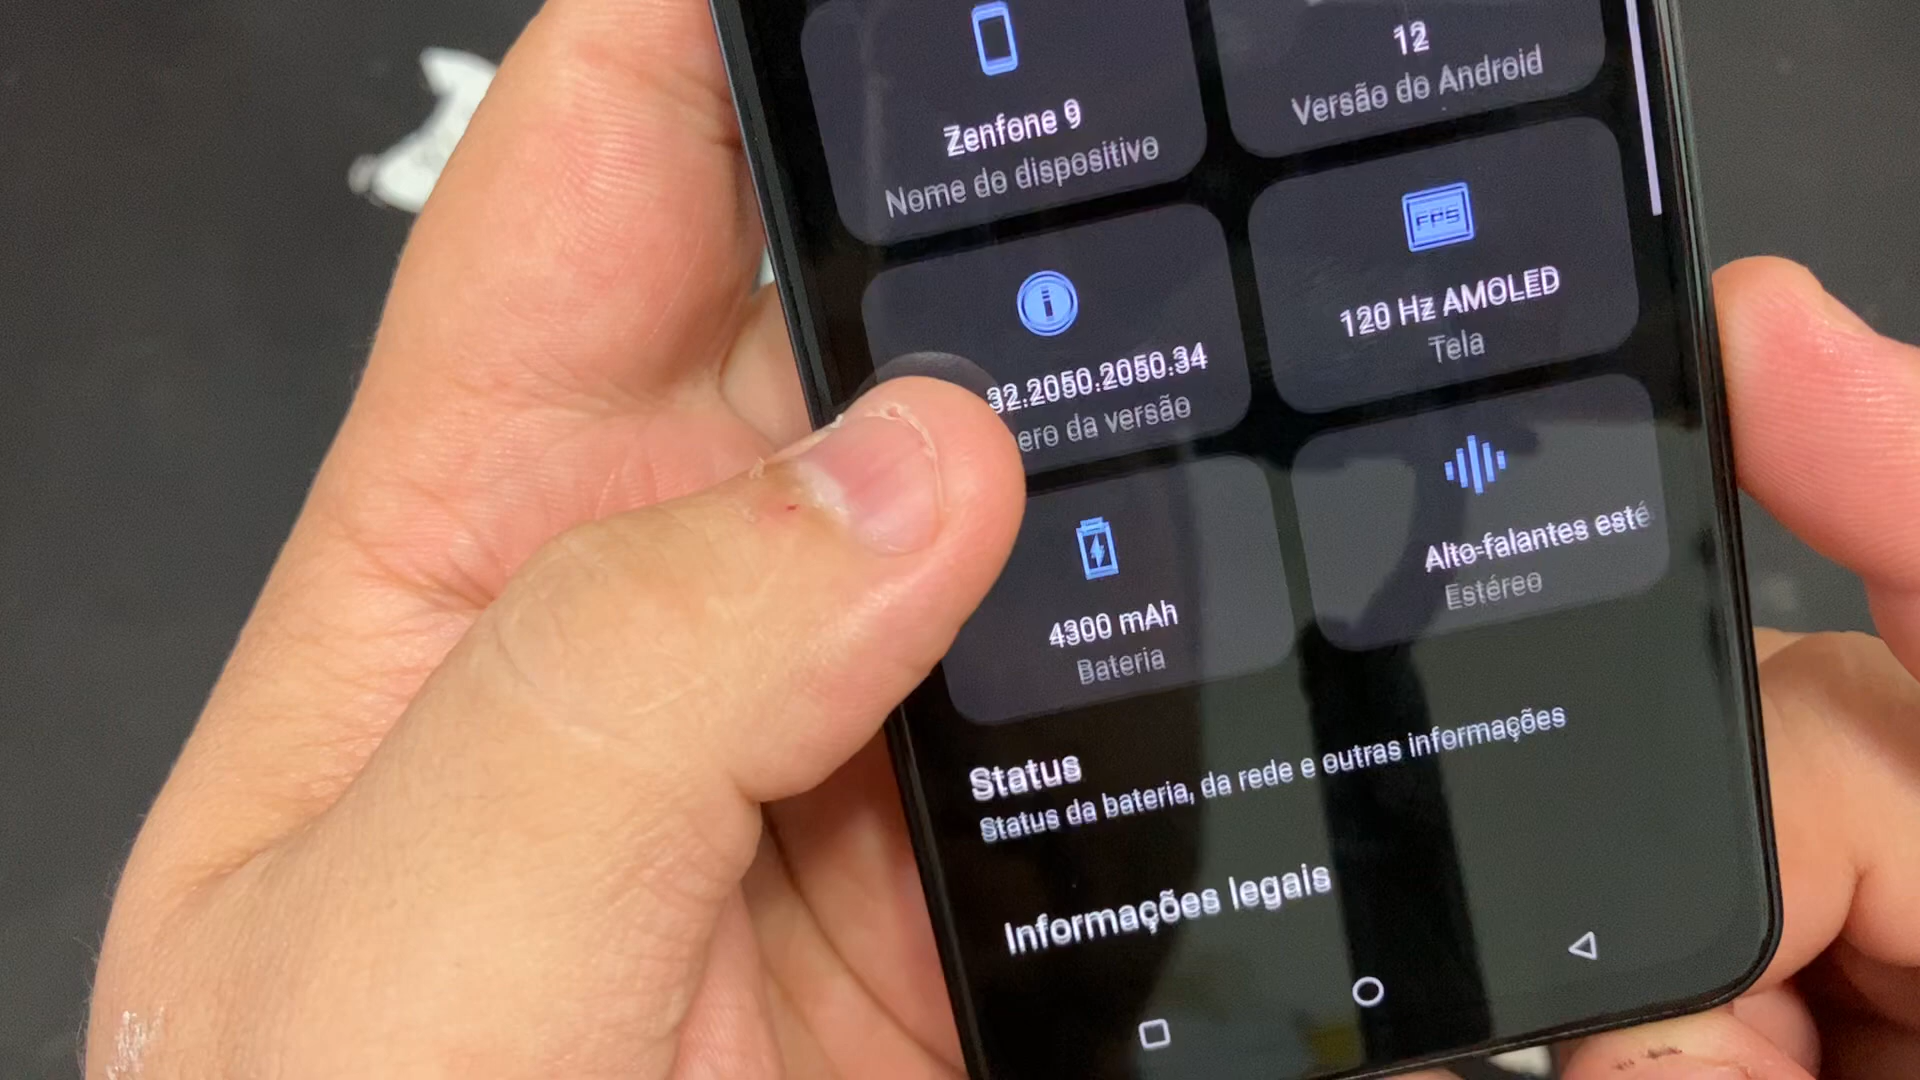 Zenfone 9
Nome do dispositivo
12
Versão do Android
32.2050.2050.34
ero da versão
FPS
120 Hz AMOLED
Tela
4300 mAh
Bateria
Alto-falantes esté
Estéreo
Status
Status da bateria, da rede e outras informações
Informações legais